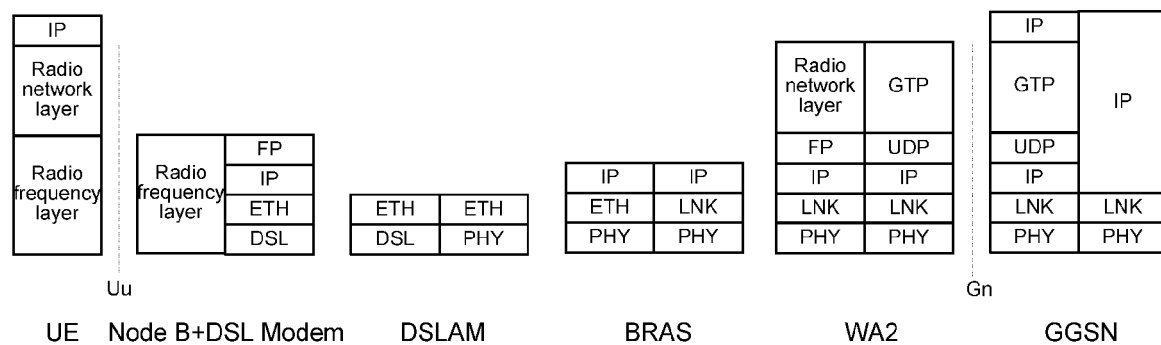 IP
Radio
network
layer
Radio
frequency
layer
Uu
UE
Radio
frequency
layer
FP
IP
ETH
DSL
Node B+DSL Modem
ETH ETH
DSL PHY
DSLAM
IP IP
ETH LNK
PHY PHY
BRAS
Radio
network
layer
GTP
FP UDP
IP IP
LNK LNK
PHY PHY
WA2
Gn
IP
GTP
IP
UDP
IP
LNK LNK
PHY PHY
GGSN